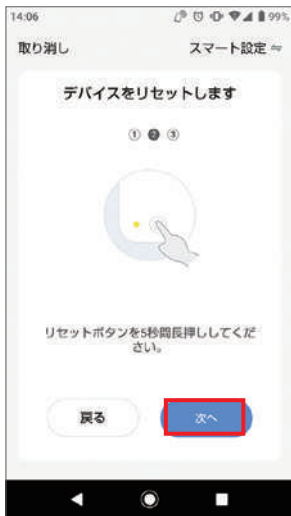 14:06 99%
取り消し スマート設定 ⇋
デバイスをリセットします
① ❷ ③
リセットボタンを5秒間長押ししてくだ
さい。
戻る 次へ